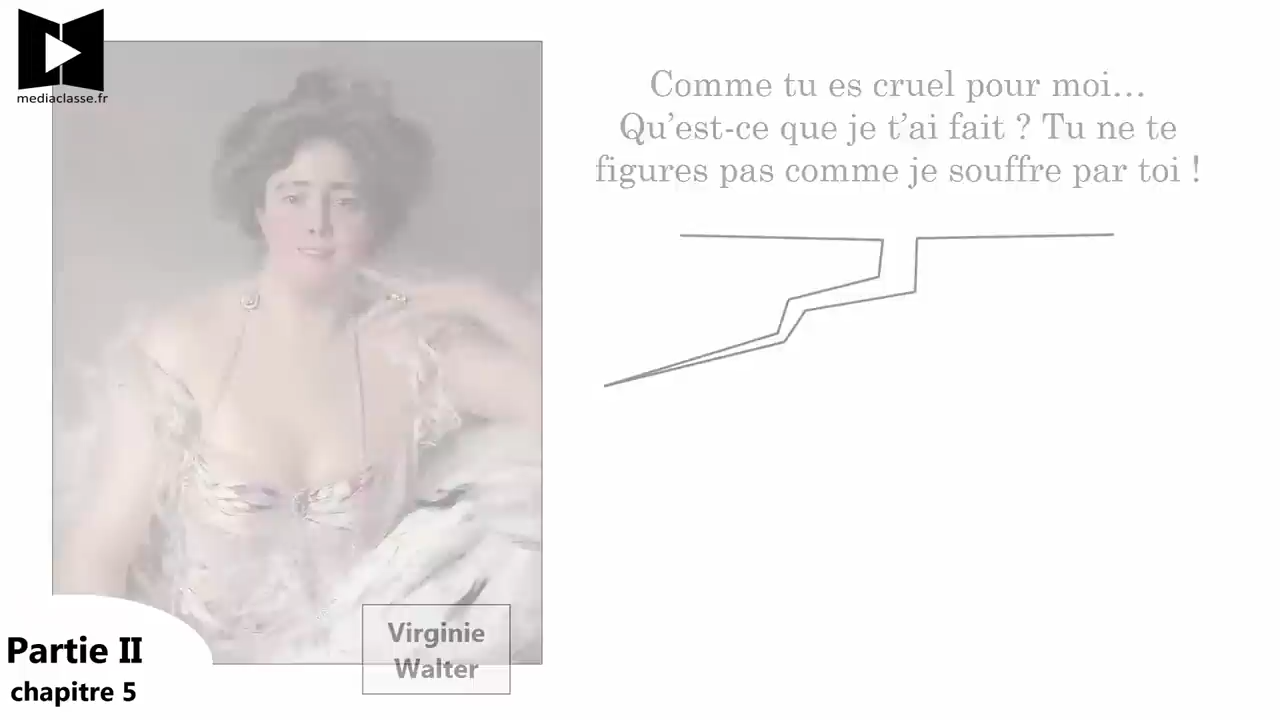 mediaclasse.fr
Comme tu es cruel pour moi…
Qu’est-ce que je t’ai fait ? Tu ne te
figures pas comme je souffre par toi !
Virginie
Walter
Partie II
chapitre 5